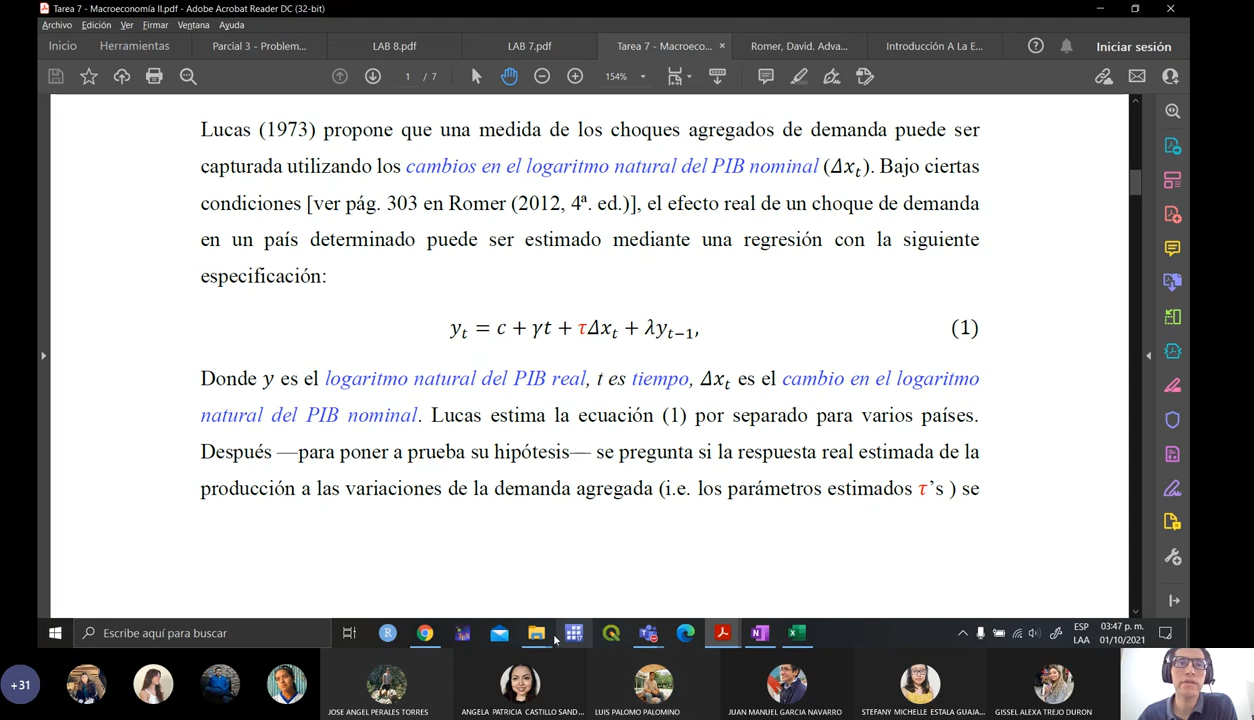 Tarea 7 - Macroeconomía II.pdf - Adobe Acrobat Reader DC (32-bit)
Archivo Edición Ver Firmar Ventana Ayuda
Inicio Herramientas Parcial 3 - Problem... LAB 8.pdf LAB 7.pdf Tarea 7 - Macroeco... × Romer, David. Adva... Introducción A La E... Iniciar sesión
1 / 7 154%
Lucas (1973) propone que una medida de los choques agregados de demanda puede ser
capturada utilizando los cambios en el logaritmo natural del PIB nominal (Δxₜ). Bajo ciertas
condiciones [ver pág. 303 en Romer (2012, 4ª. ed.)], el efecto real de un choque de demanda
en un país determinado puede ser estimado mediante una regresión con la siguiente
especificación:
yₜ = c + γt + τΔxₜ + λyₜ₋₁, (1)
Donde y es el logaritmo natural del PIB real, t es tiempo, Δxₜ es el cambio en el logaritmo
natural del PIB nominal. Lucas estima la ecuación (1) por separado para varios países.
Después —para poner a prueba su hipótesis— se pregunta si la respuesta real estimada de la
producción a las variaciones de la demanda agregada (i.e. los parámetros estimados τ's ) se
Escribe aquí para buscar
ESP 03:47 p. m.
LAA 01/10/2021
+31
JOSE ANGEL PERALES TORRES
ANGELA PATRICIA CASTILLO SAND...
LUIS PALOMO PALOMINO
JUAN MANUEL GARCIA NAVARRO
STEFANY MICHELLE ESTALA GUAJA...
GISSEL ALEXA TREJO DURON